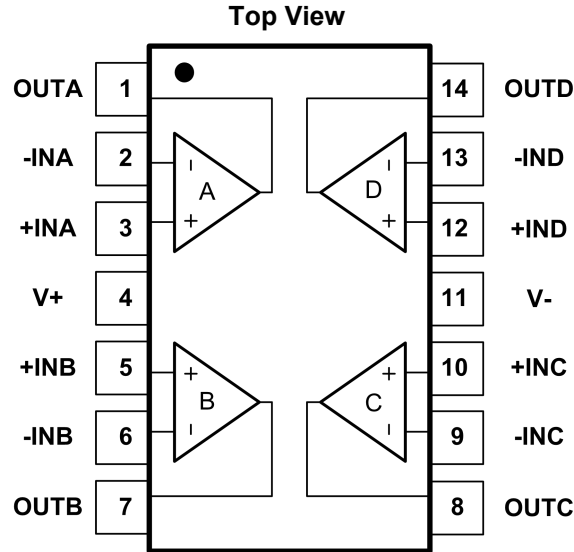 Top View
OUTA 1 14 OUTD
-INA 2 - - 13 -IND
A D
+INA 3 + + 12 +IND
V+ 4 11 V-
+INB 5 + + 10 +INC
B C
-INB 6 - - 9 -INC
OUTB 7 8 OUTC